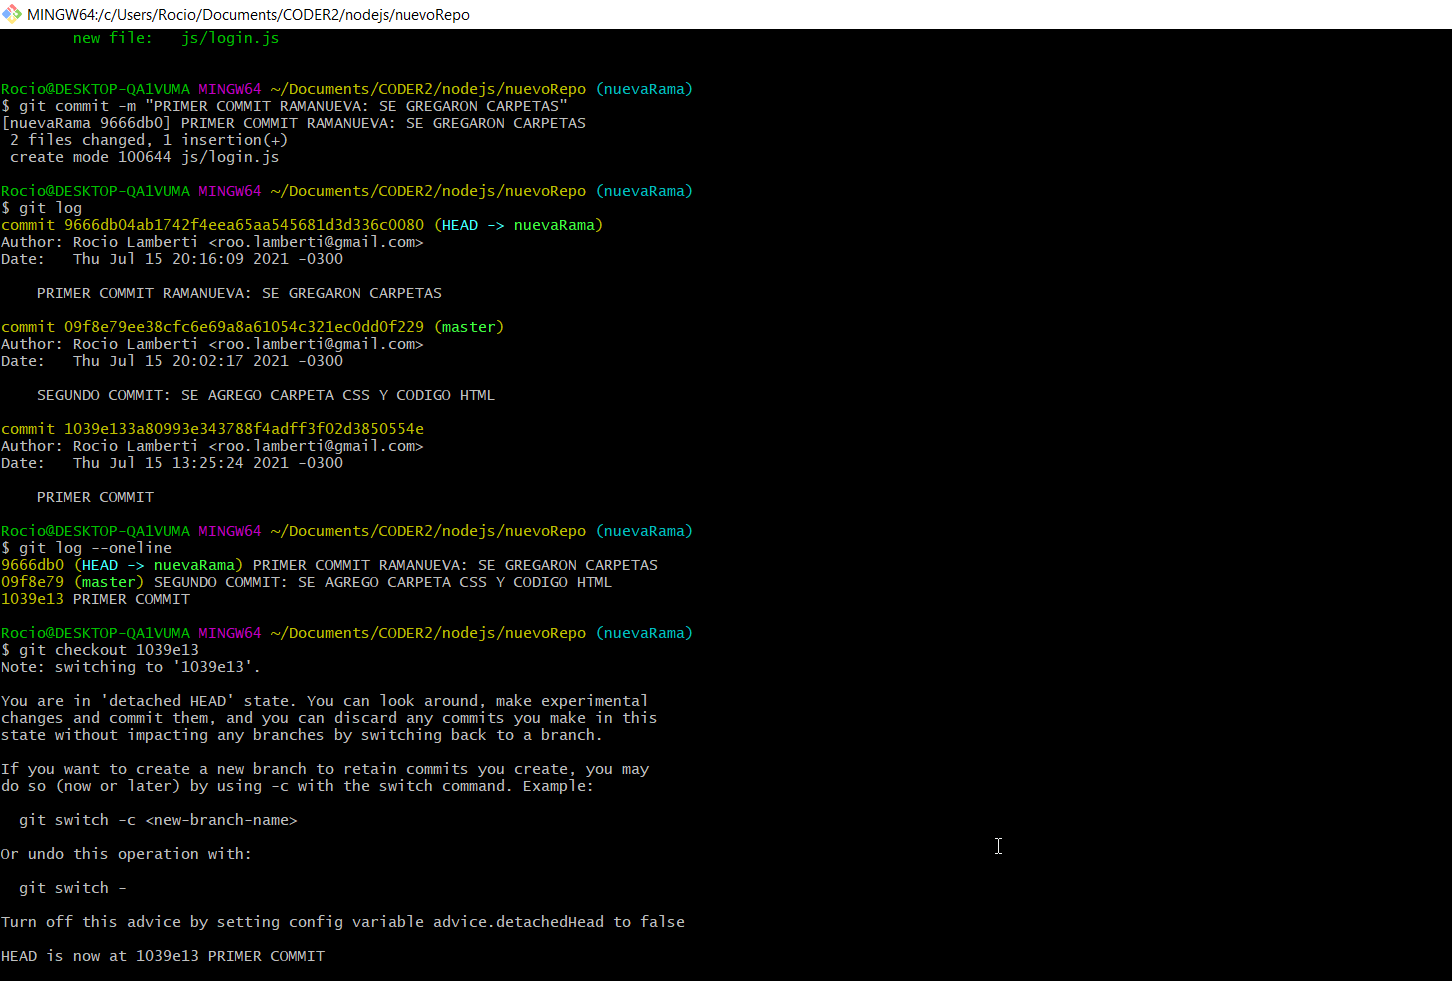 MINGW64:/c/Users/Rocio/Documents/CODER2/nodejs/nuevoRepo
new file:   js/login.js
Rocio@DESKTOP-QA1VUMA MINGW64 ~/Documents/CODER2/nodejs/nuevoRepo (nuevaRama)
$ git commit -m "PRIMER COMMIT RAMANUEVA: SE GREGARON CARPETAS"
[nuevaRama 9666db0] PRIMER COMMIT RAMANUEVA: SE GREGARON CARPETAS
 2 files changed, 1 insertion(+)
 create mode 100644 js/login.js
Rocio@DESKTOP-QA1VUMA MINGW64 ~/Documents/CODER2/nodejs/nuevoRepo (nuevaRama)
$ git log
commit 9666db04ab1742f4eea65aa545681d3d336c0080 (HEAD -> nuevaRama)
Author: Rocio Lamberti <roo.lamberti@gmail.com>
Date:   Thu Jul 15 20:16:09 2021 -0300
    PRIMER COMMIT RAMANUEVA: SE GREGARON CARPETAS
commit 09f8e79ee38cfc6e69a8a61054c321ec0dd0f229 (master)
Author: Rocio Lamberti <roo.lamberti@gmail.com>
Date:   Thu Jul 15 20:02:17 2021 -0300
    SEGUNDO COMMIT: SE AGREGO CARPETA CSS Y CODIGO HTML
commit 1039e133a80993e343788f4adff3f02d3850554e
Author: Rocio Lamberti <roo.lamberti@gmail.com>
Date:   Thu Jul 15 13:25:24 2021 -0300
    PRIMER COMMIT
Rocio@DESKTOP-QA1VUMA MINGW64 ~/Documents/CODER2/nodejs/nuevoRepo (nuevaRama)
$ git log --oneline
9666db0 (HEAD -> nuevaRama) PRIMER COMMIT RAMANUEVA: SE GREGARON CARPETAS
09f8e79 (master) SEGUNDO COMMIT: SE AGREGO CARPETA CSS Y CODIGO HTML
1039e13 PRIMER COMMIT
Rocio@DESKTOP-QA1VUMA MINGW64 ~/Documents/CODER2/nodejs/nuevoRepo (nuevaRama)
$ git checkout 1039e13
Note: switching to '1039e13'.
You are in 'detached HEAD' state. You can look around, make experimental
changes and commit them, and you can discard any commits you make in this
state without impacting any branches by switching back to a branch.
If you want to create a new branch to retain commits you create, you may
do so (now or later) by using -c with the switch command. Example:
  git switch -c <new-branch-name>
Or undo this operation with:
  git switch -
Turn off this advice by setting config variable advice.detachedHead to false
HEAD is now at 1039e13 PRIMER COMMIT